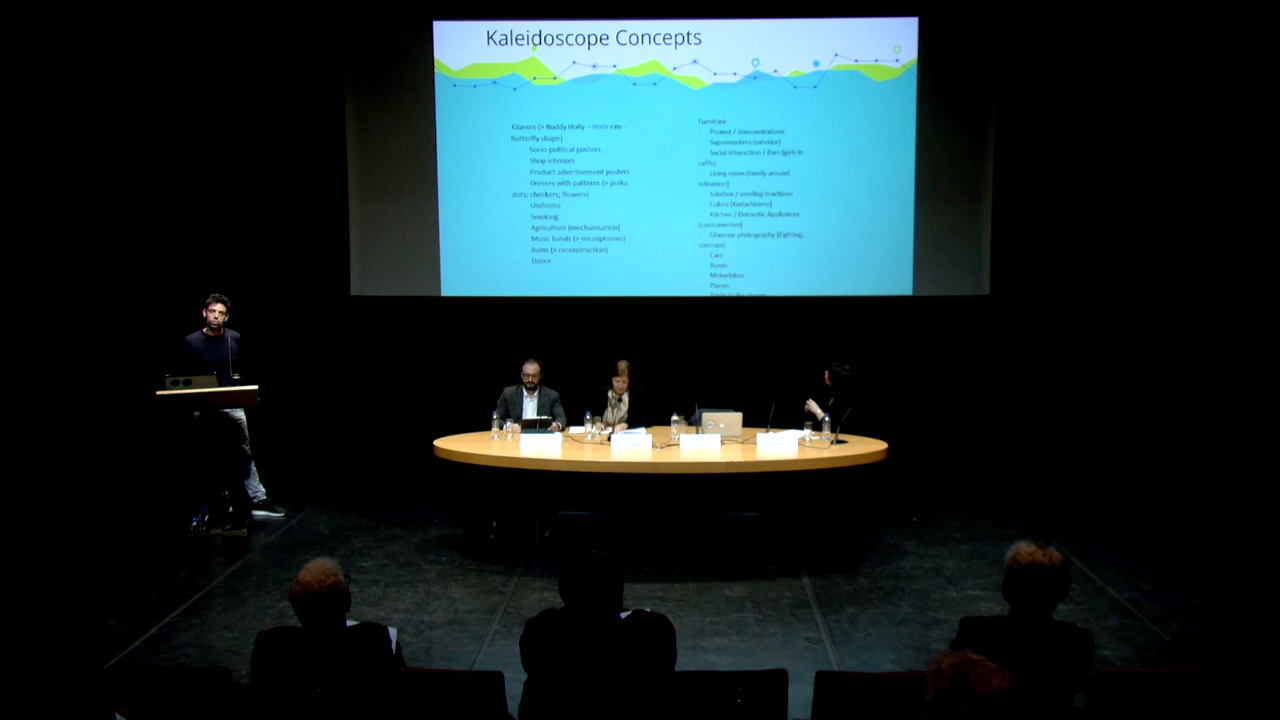 Kaleidoscope Concepts
Glasses (> Buddy Holly – Horn rim –
Butterfly shape)
- Socio-political posters
- Shop interiors
- Product advertisement posters
- Dresses with patterns (> polka
dots; checkers; flowers)
- Uniforms
- Smoking
- Agriculture (mechanisation)
- Music bands (> microphones)
- Ruins (> reconstruction)
- Dance
Furniture
- Protest / demonstrations
- Supermarkets (exterior)
- Social interaction / Bars (girls in
cafés)
- Living room (family around
television)
- Jukebox / vending machines
- Colors (Kodachrome)
- Kitchen / Domestic Appliances
(consumerism)
- Glamour photography (lighting,
contrast)
- Cars
- Buses
- Motorbikes
- Planes